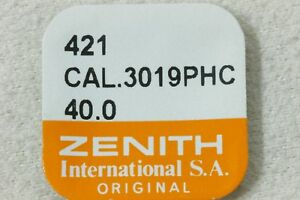 421
CAL.3019PHC
40.0
ZENITH
International S.A.
ORIGINAL